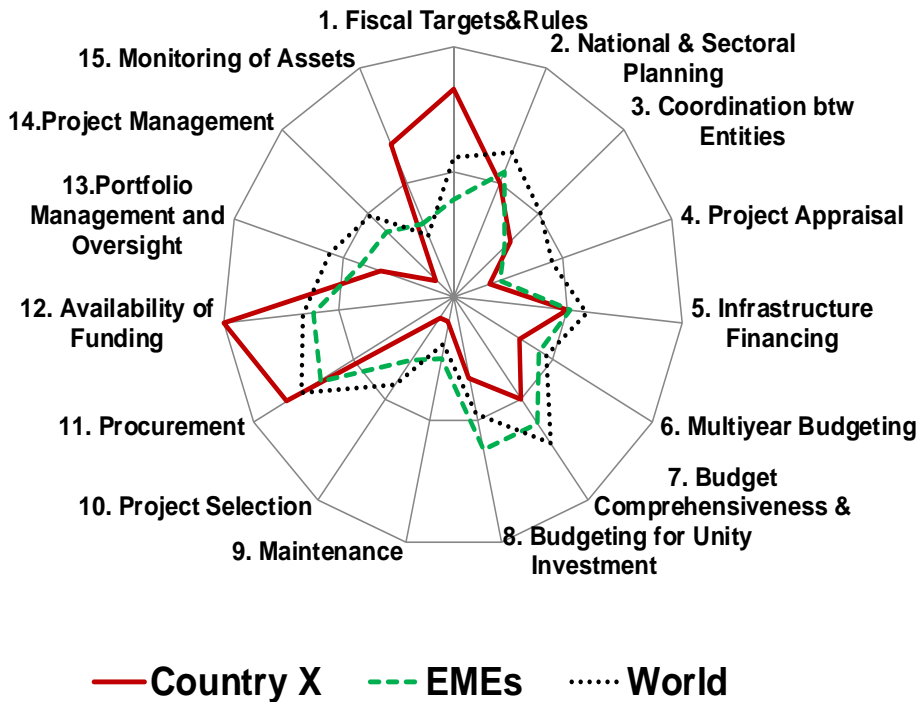 1. Fiscal Targets&Rules
2. National & Sectoral
Planning
3. Coordination btw
Entities
4. Project Appraisal
5. Infrastructure
Financing
6. Multiyear Budgeting
7. Budget
Comprehensiveness &
8. Budgeting for Unity
Investment
9. Maintenance
10. Project Selection
11. Procurement
12. Availability of
Funding
13.Portfolio
Management and
Oversight
14.Project Management
15. Monitoring of Assets
Country X
EMEs
World